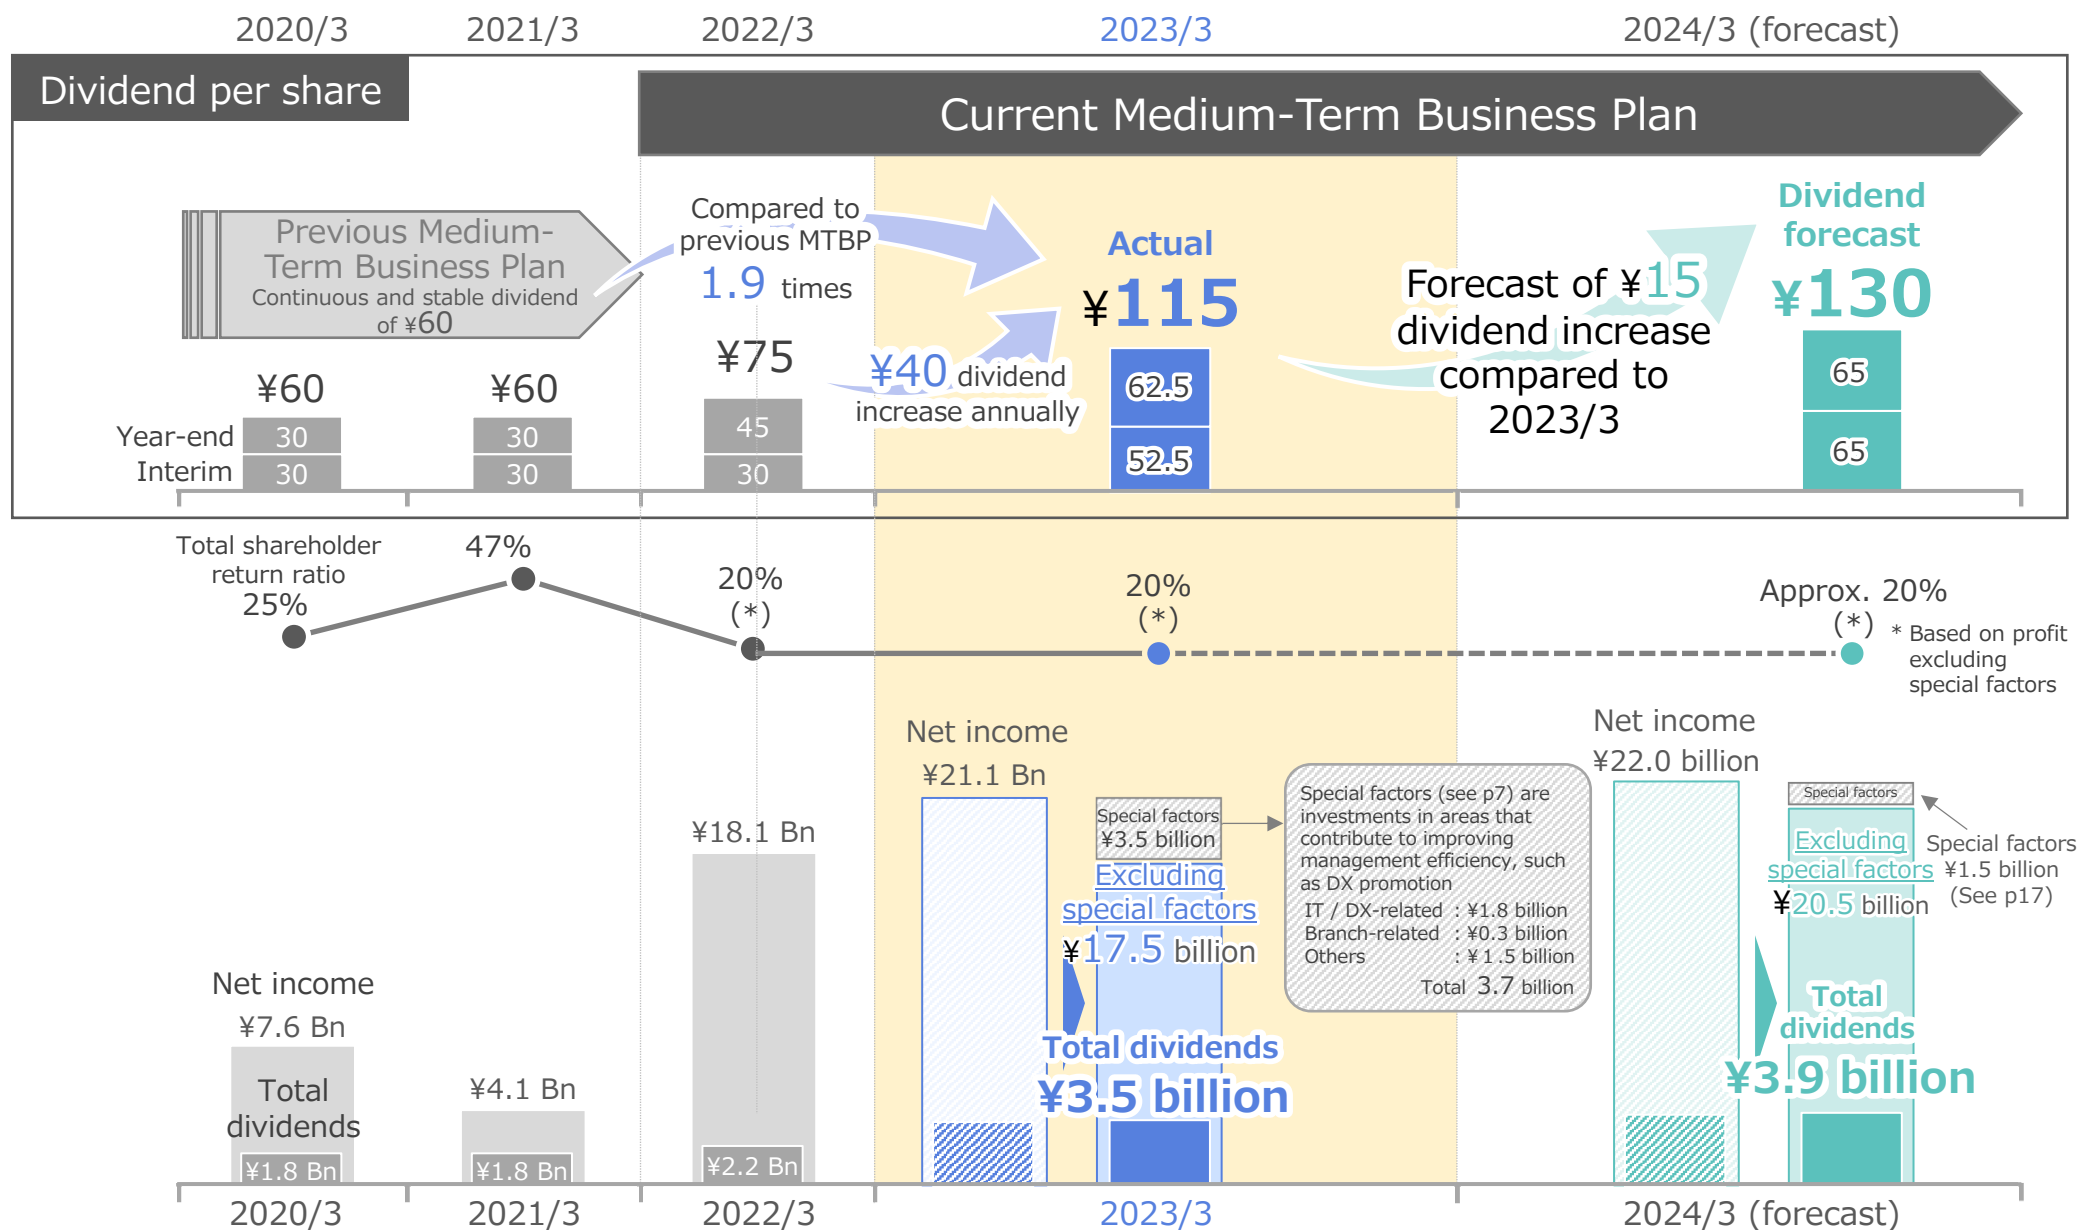 2020/3
2021/3
2022/3
2023/3
2024/3 (forecast)
Dividend per share
Current Medium-Term Business Plan
Previous Medium-
Term Business Plan
Continuous and stable dividend
of ¥60
Compared to
previous MTBP
1.9 times
Actual
¥115
Forecast of ¥15
dividend increase
compared to
2023/3
Dividend
forecast
¥130
¥60
¥60
¥75
¥40 dividend
increase annually
Year-end
30
30
45
62.5
65
Interim
30
30
30
52.5
65
Total shareholder
return ratio
25%
47%
20%
(*)
20%
(*)
Approx. 20%
(*)
* Based on profit
excluding
special factors
Net income
¥7.6 Bn
Total
dividends
¥1.8 Bn
¥4.1 Bn
¥1.8 Bn
¥18.1 Bn
¥2.2 Bn
Net income
¥21.1 Bn
Special factors
¥3.5 billion
Excluding
special factors
¥17.5 billion
Total dividends
¥3.5 billion
Special factors (see p7) are
investments in areas that
contribute to improving
management efficiency, such
as DX promotion
IT / DX-related : ¥1.8 billion
Branch-related : ¥0.3 billion
Others : ¥1.5 billion
Total 3.7 billion
Net income
¥22.0 billion
Special factors
Excluding
special factors
¥20.5 billion
Special factors
¥1.5 billion
(See p17)
Total
dividends
¥3.9 billion
2020/3
2021/3
2022/3
2023/3
2024/3 (forecast)